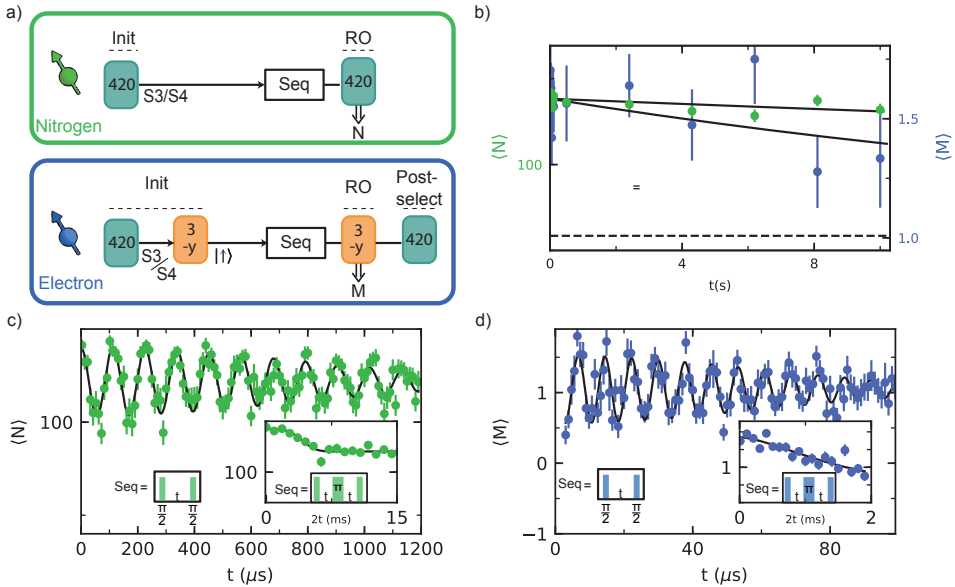 a)
Init
RO
420
S3/S4
Seq
420
N
Nitrogen
Init
RO
Post-
select
420
S3/S4
3
-y
|↑⟩
Seq
3
-y
420
M
Electron
b)
⟨N⟩
100
=
1.5
1.0
⟨M⟩
0 4 8
t(s)
c)
⟨N⟩
100
Seq =
t
π/2 π/2
100
Seq =
π
t t
0 15
2t (ms)
0 200 400 600 800 1000 1200
t (μs)
d)
⟨M⟩
1
0
−1
Seq =
t
π/2 π/2
1
Seq =
π
t t
0 2
2t (ms)
0 40 80
t (μs)